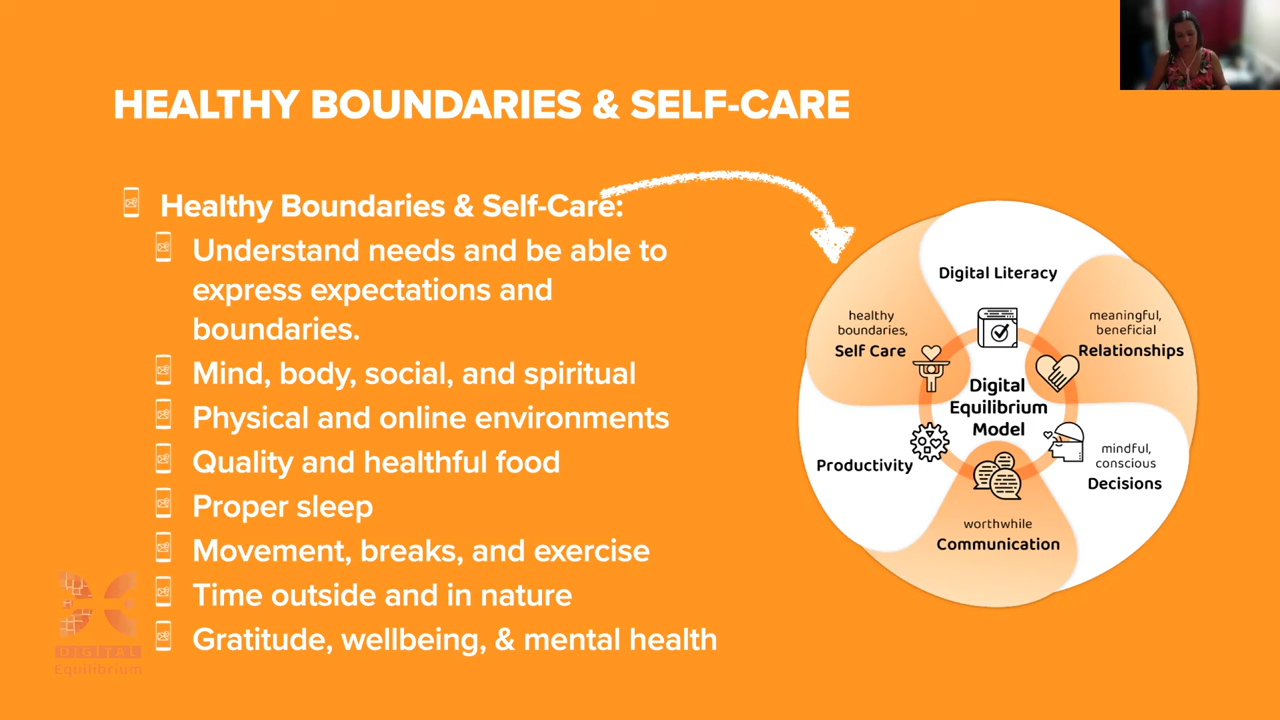 HEALTHY BOUNDARIES & SELF-CARE
Healthy Boundaries & Self-Care:
Understand needs and be able to
express expectations and
boundaries.
Mind, body, social, and spiritual
Physical and online environments
Quality and healthful food
Proper sleep
Movement, breaks, and exercise
Time outside and in nature
Gratitude, wellbeing, & mental health
Digital Literacy
healthy
boundaries,
Self Care
meaningful,
beneficial
Relationships
Digital
Equilibrium
Model
Productivity
mindful,
conscious
Decisions
worthwhile
Communication
DIGITAL
Equilibrium